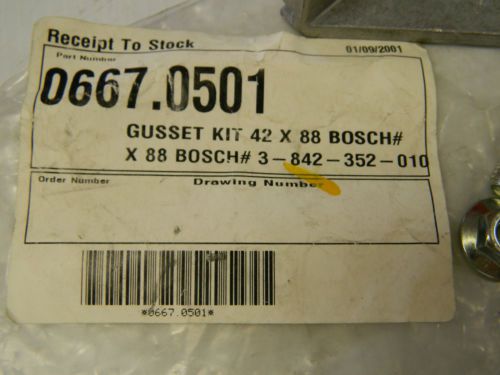 Receipt To Stock 01/09/2001
Part Number
0667.0501
GUSSET KIT 42 X 88 BOSCH#
X 88 BOSCH# 3-842-352-010
Order Number Drawing Number
*0667.0501*